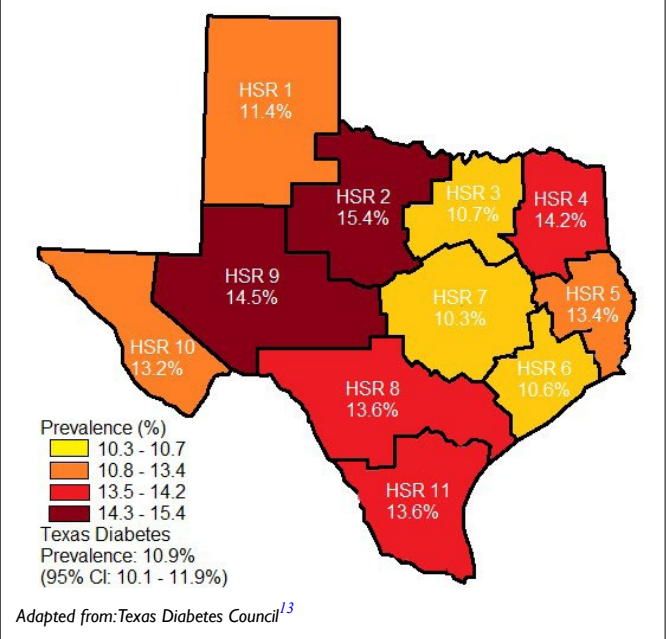 HSR 1
11.4%
HSR 2
15.4%
HSR 3
10.7%
HSR 4
14.2%
HSR 9
14.5%
HSR 7
10.3%
HSR 5
13.4%
HSR 10
13.2%
HSR 6
10.6%
HSR 8
13.6%
HSR 11
13.6%
Prevalence (%)
10.3 - 10.7
10.8 - 13.4
13.5 - 14.2
14.3 - 15.4
Texas Diabetes
Prevalence: 10.9%
(95% CI: 10.1 - 11.9%)
Adapted from:Texas Diabetes Council13